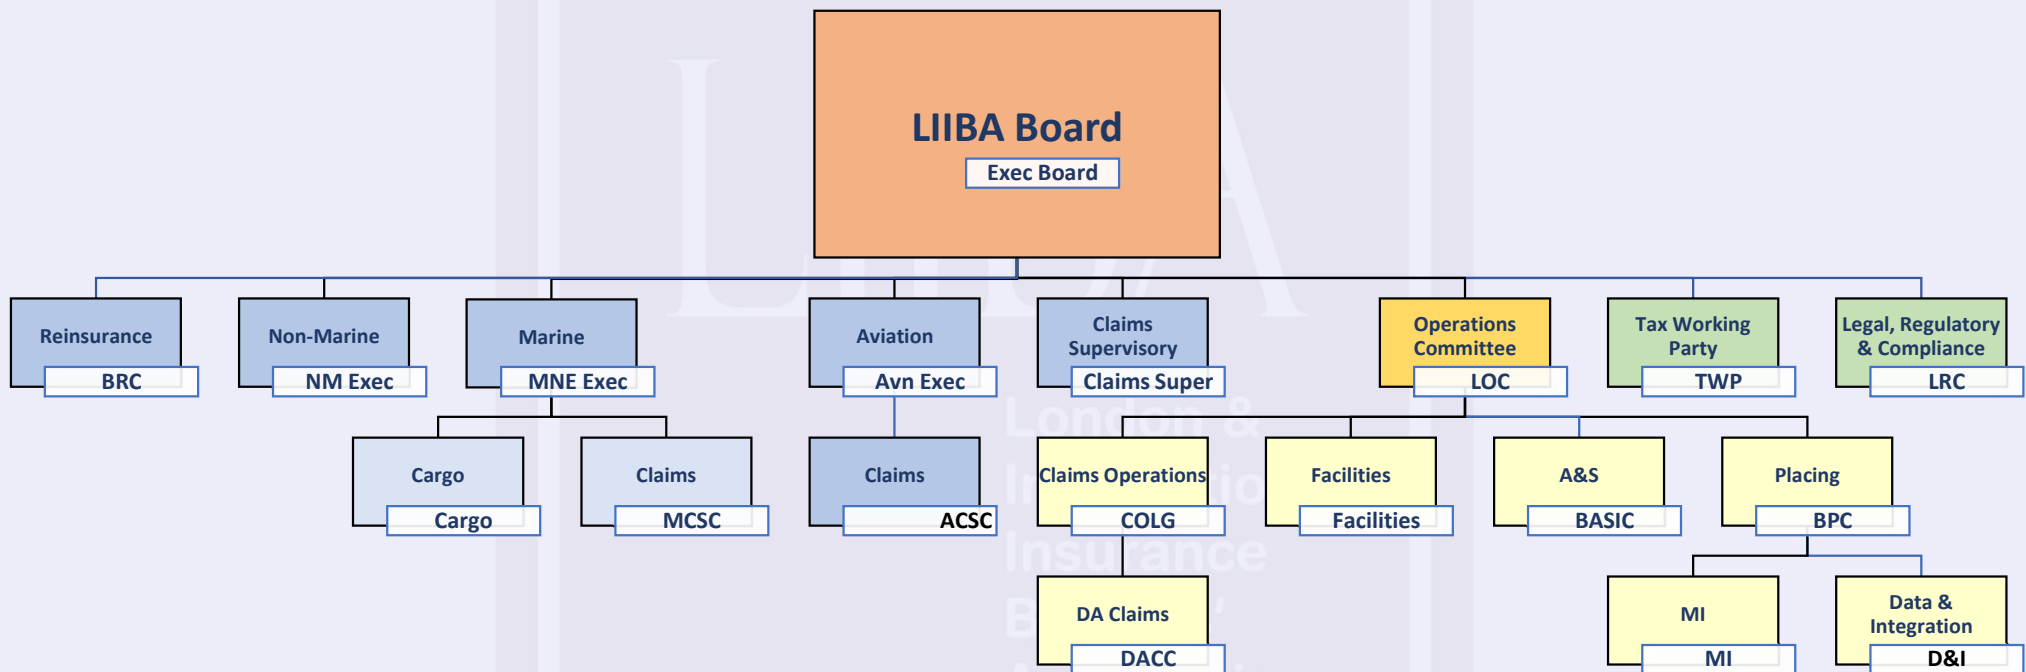 LIIBA Board
Exec Board
Reinsurance
BRC
Non-Marine
NM Exec
Marine
MNE Exec
Aviation
Avn Exec
Claims
Supervisory
Claims Super
Operations
Committee
LOC
Tax Working
Party
TWP
Legal, Regulatory
& Compliance
LRC
Cargo
Cargo
Claims
MCSC
Claims
ACSC
Claims Operations
COLG
Facilities
Facilities
A&S
BASIC
Placing
BPC
DA Claims
DACC
MI
MI
Data &
Integration
D&I
London &
Insurance